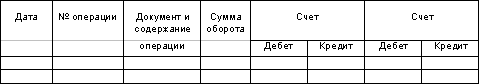 Дата № операции Документ и содержание Сумма оборота Счет Счет
операции Дебет Кредит Дебет Кредит